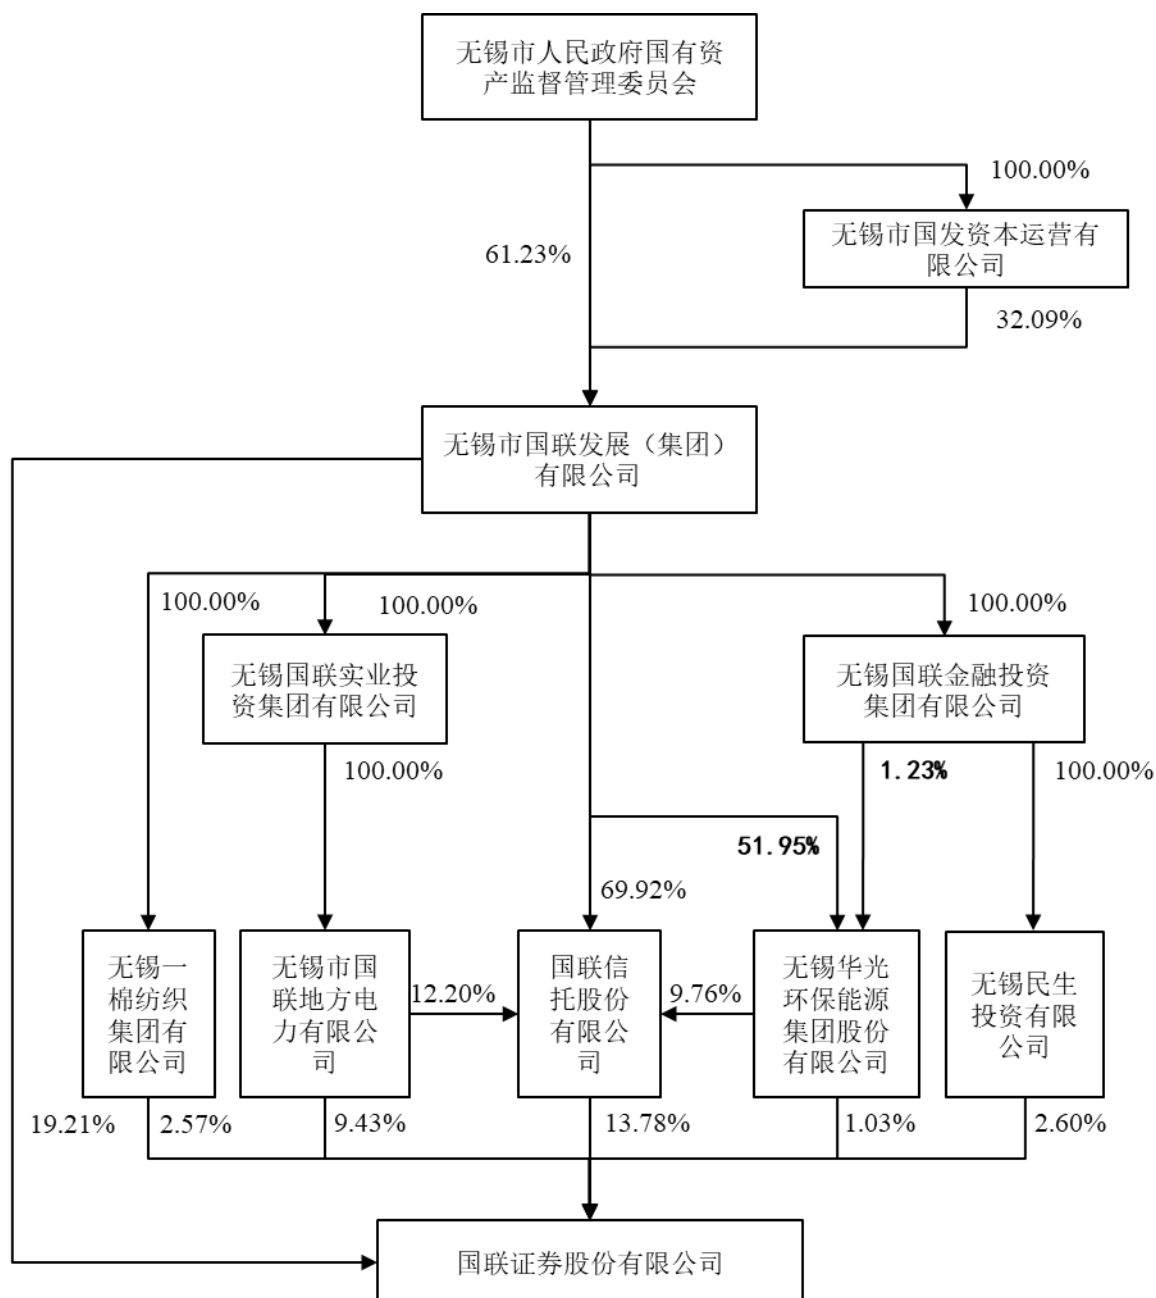 无锡市人民政府国有资
产监督管理委员会
100.00%
无锡市国发资本运营有
限公司
61.23%
32.09%
无锡市国联发展（集团）
有限公司
100.00%
100.00%
100.00%
无锡国联实业投
资集团有限公司
无锡国联金融投资
集团有限公司
100.00%
1.23%
100.00%
51.95%
69.92%
无锡一
棉纺织
集团有
限公司
无锡市国
联地方电
力有限公
司
12.20%
国联信
托股份
有限公
司
9.76%
无锡华光
环保能源
集团股份
有限公司
无锡民生
投资有限
公司
19.21%
2.57%
9.43%
13.78%
1.03%
2.60%
国联证券股份有限公司